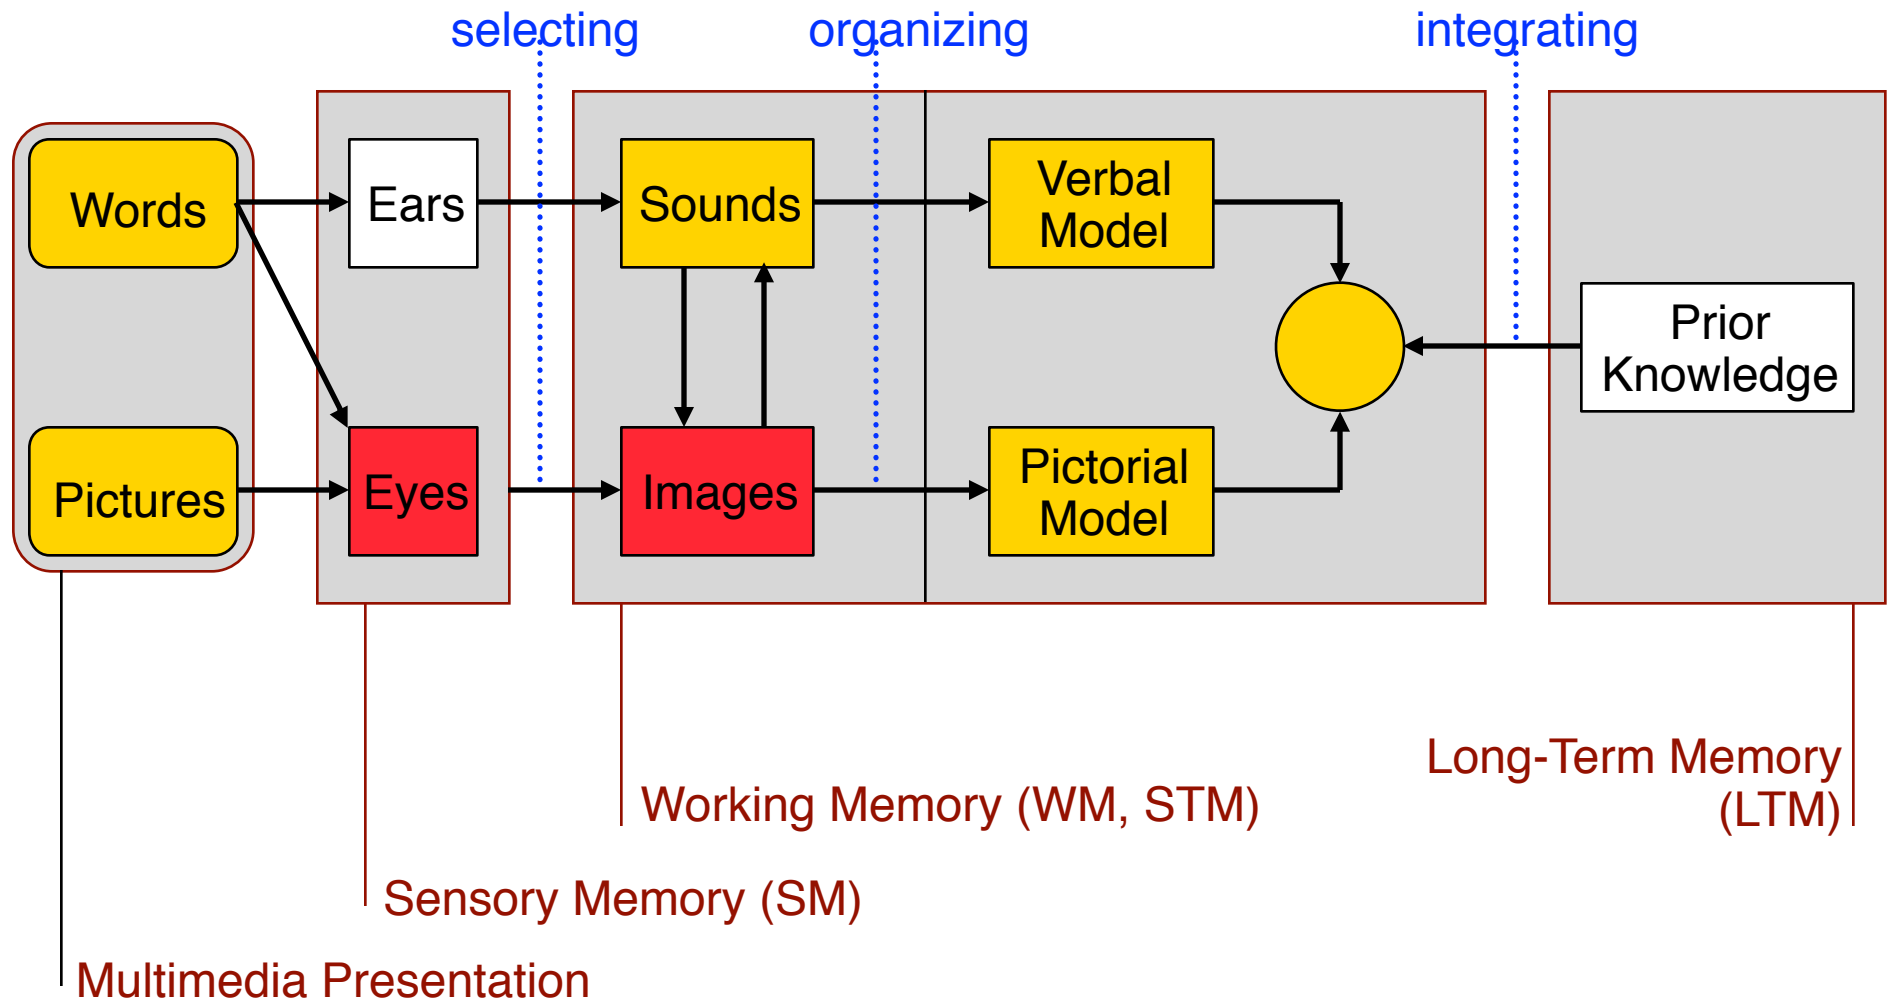 selecting
organizing
integrating
Words
Ears
Sounds
Verbal
Model
Prior
Knowledge
Pictures
Eyes
Images
Pictorial
Model
Long-Term Memory
(LTM)
Working Memory (WM, STM)
Sensory Memory (SM)
Multimedia Presentation